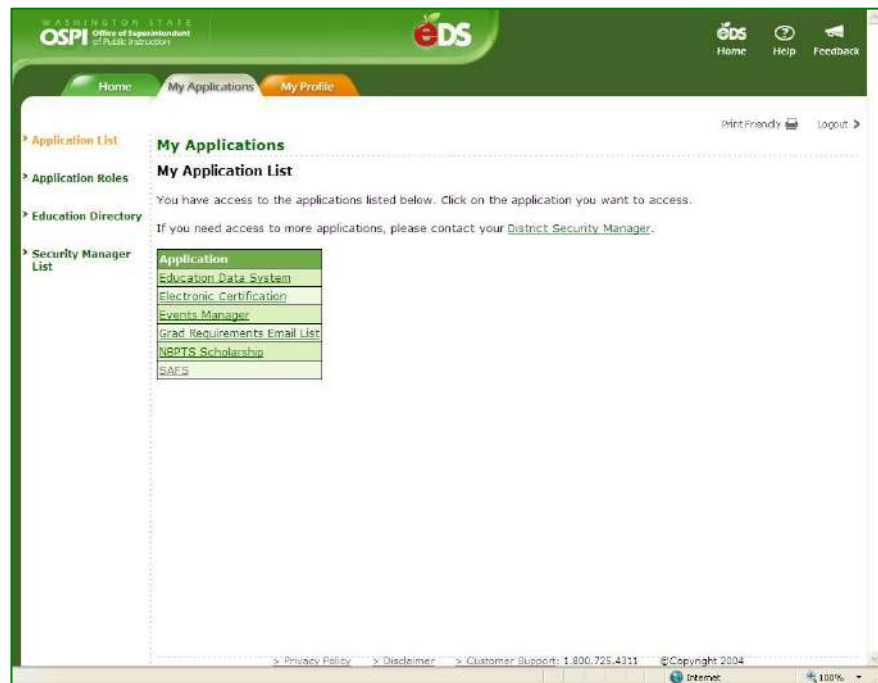 WASHINGTON STATE
OSPI Office of Superintendent
of Public Instruction
eDS
eDS
Home Help Feedback
Home My Applications My Profile
Print Friendly Logout
Application List
Application Roles
Education Directory
Security Manager
List
My Applications
My Application List
You have access to the applications listed below. Click on the application you want to access.
If you need access to more applications, please contact your District Security Manager.
Application
Education Data System
Electronic Certification
Events Manager
Grad Requirements Email List
NBPTS Scholarship
SAFS
> Privacy Policy > Disclaimer > Customer Support: 1.800.725.4311 ©Copyright 2004
Internet 100%